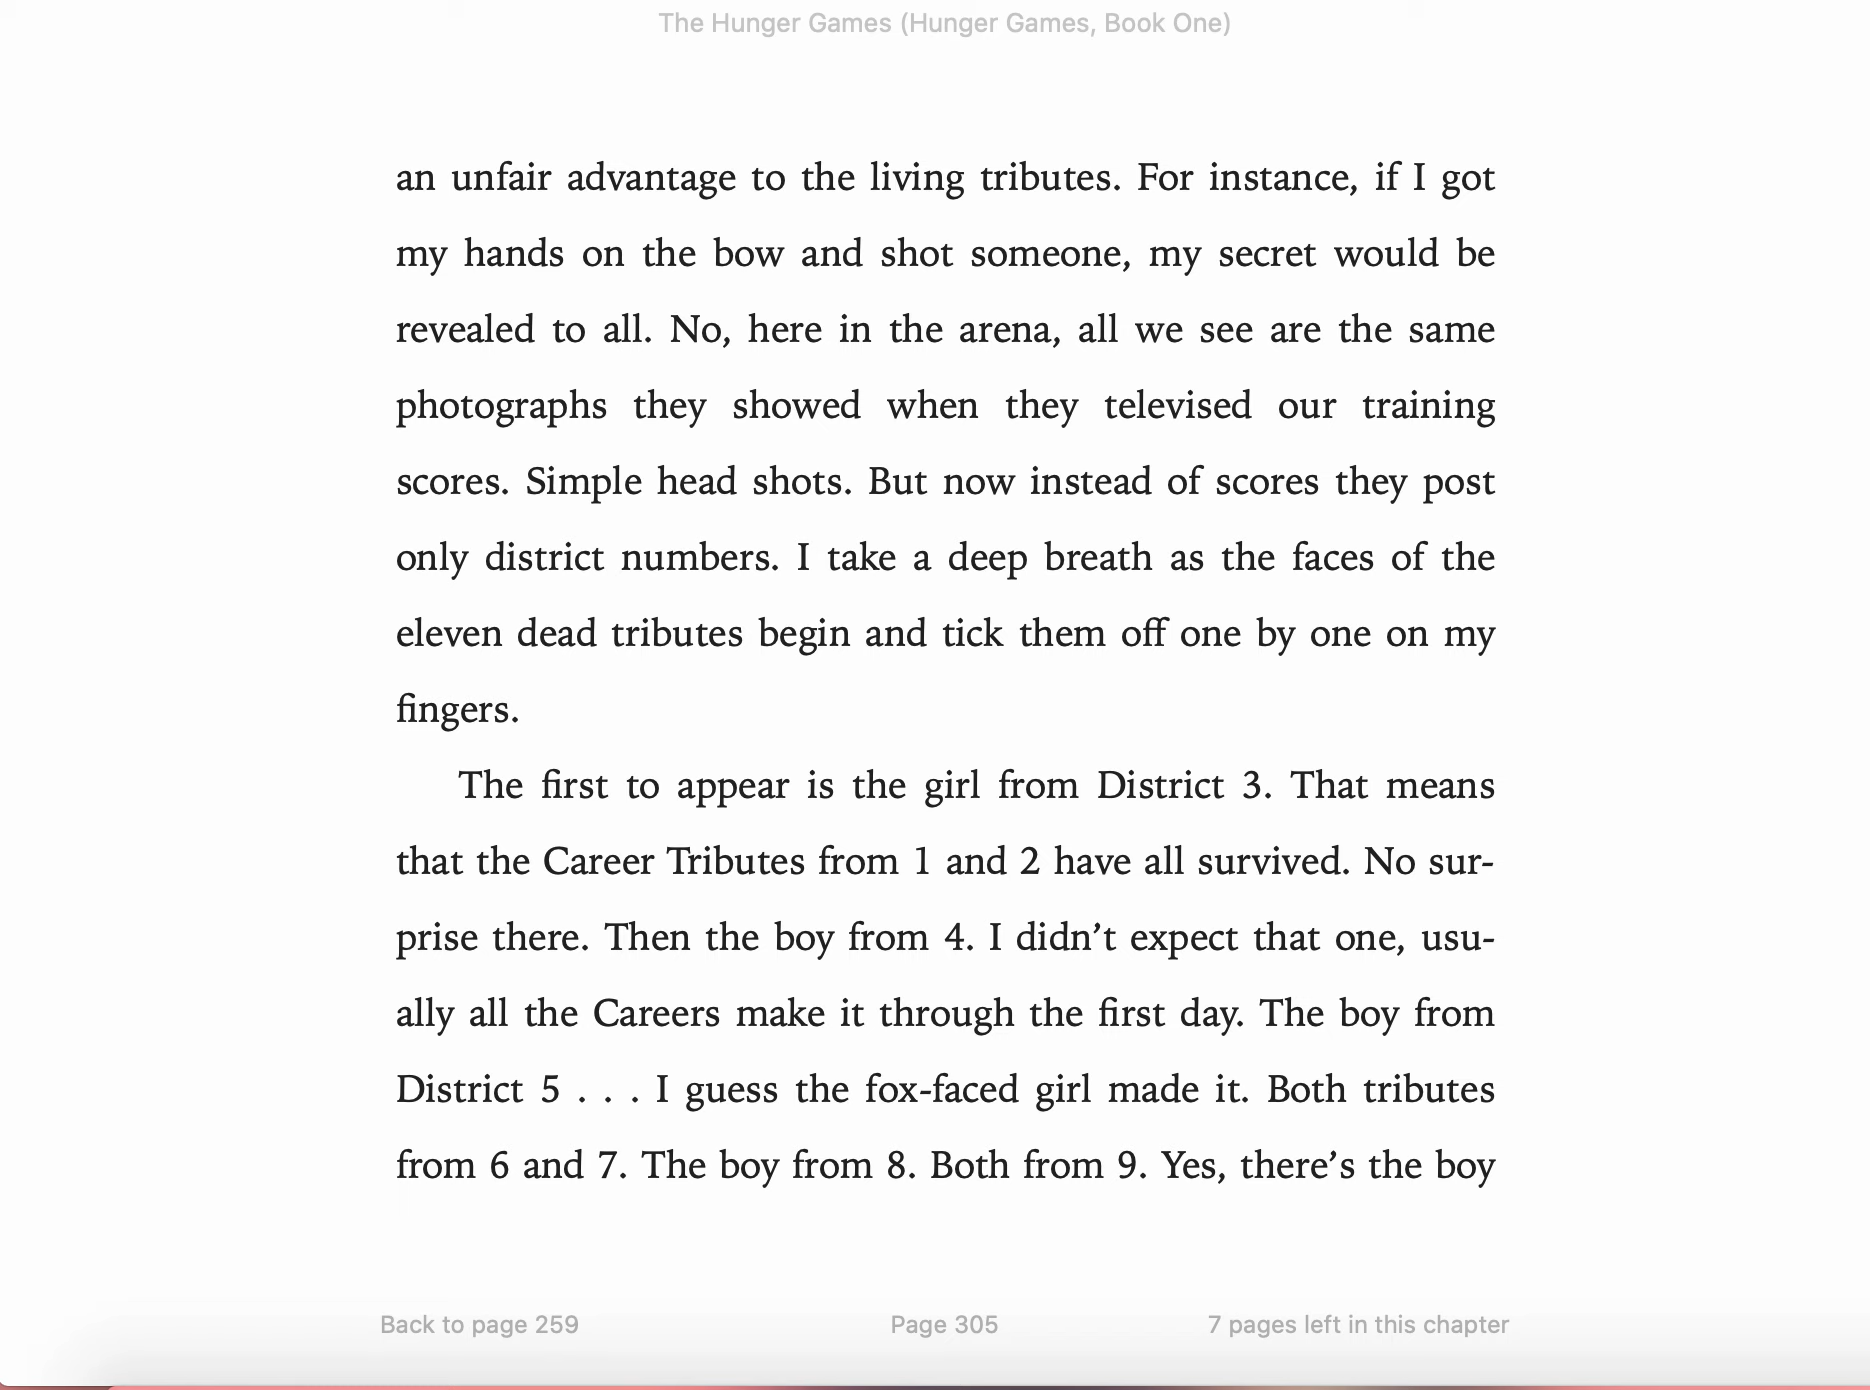 The Hunger Games (Hunger Games, Book One)
an unfair advantage to the living tributes. For instance, if I got
my hands on the bow and shot someone, my secret would be
revealed to all. No, here in the arena, all we see are the same
photographs they showed when they televised our training
scores. Simple head shots. But now instead of scores they post
only district numbers. I take a deep breath as the faces of the
eleven dead tributes begin and tick them off one by one on my
fingers.
The first to appear is the girl from District 3. That means
that the Career Tributes from 1 and 2 have all survived. No sur-
prise there. Then the boy from 4. I didn’t expect that one, usu-
ally all the Careers make it through the first day. The boy from
District 5 . . . I guess the fox-faced girl made it. Both tributes
from 6 and 7. The boy from 8. Both from 9. Yes, there’s the boy
Back to page 259 Page 305 7 pages left in this chapter